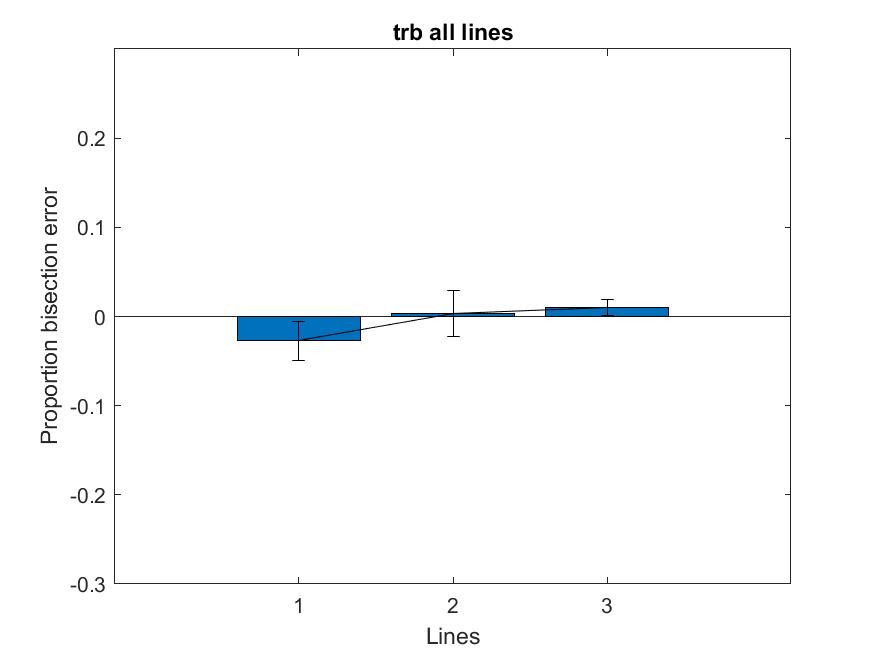 trb all lines
0.2
0.1
0
-0.1
-0.2
-0.3
Proportion bisection error
1 2 3
Lines